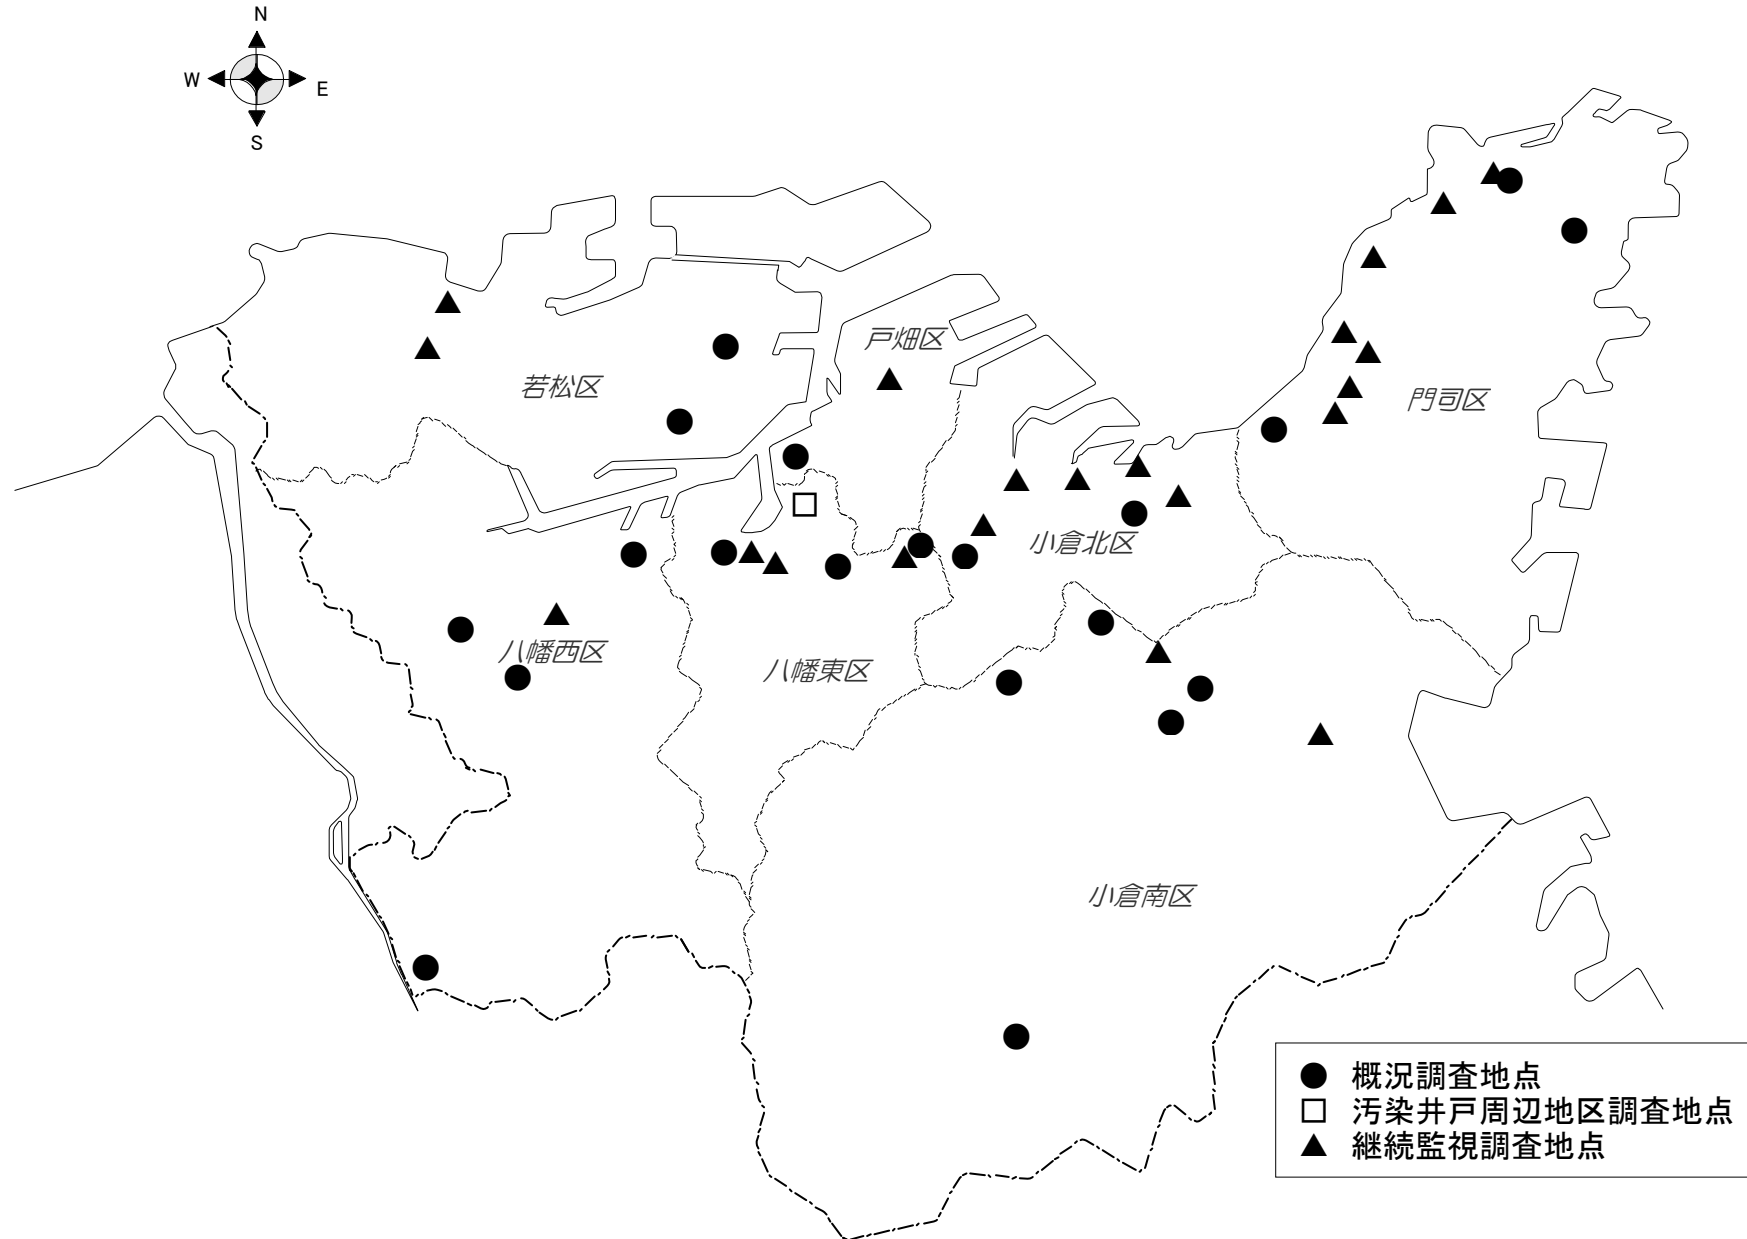 N
W
E
S
戸畑区
若松区
門司区
小倉北区
八幡西区
八幡東区
小倉南区
● 概況調査地点
□ 汚染井戸周辺地区調査地点
▲ 継続監視調査地点